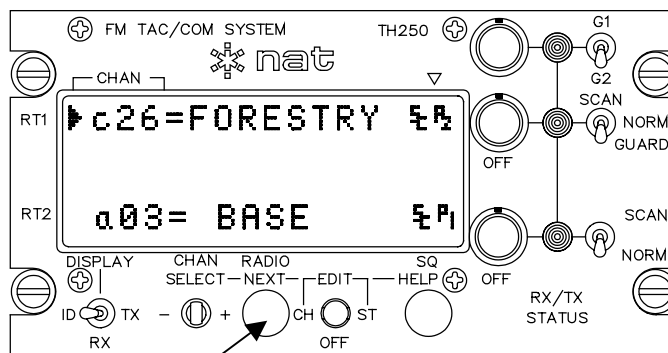 FM TAC/COM SYSTEM TH250
nat
G1
G2
CHAN
RT1 c26=FORESTRY
SCAN
NORM
GUARD
OFF
RT2 a03= BASE
SCAN
NORM
OFF
DISPLAY CHAN RADIO SQ
SELECT NEXT EDIT HELP
ID TX - + CH ST
RX OFF
RX/TX
STATUS